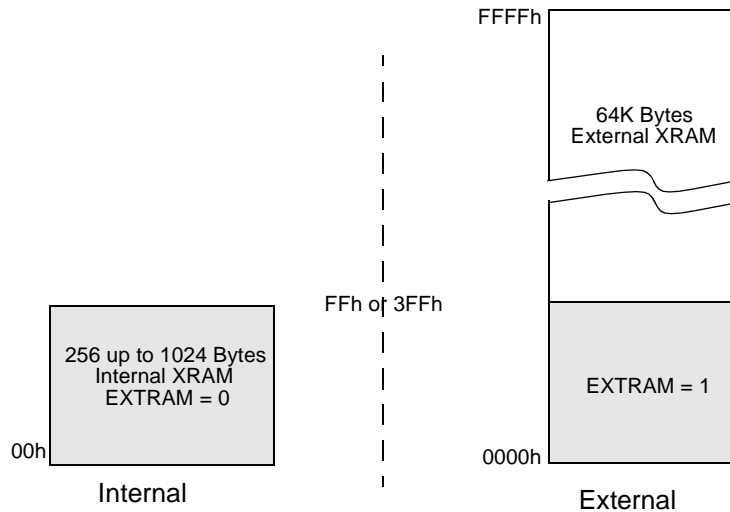 FFFFh
64K Bytes
External XRAM
FFh or 3FFh
256 up to 1024 Bytes
Internal XRAM
EXTRAM = 0
EXTRAM = 1
00h
0000h
Internal
External